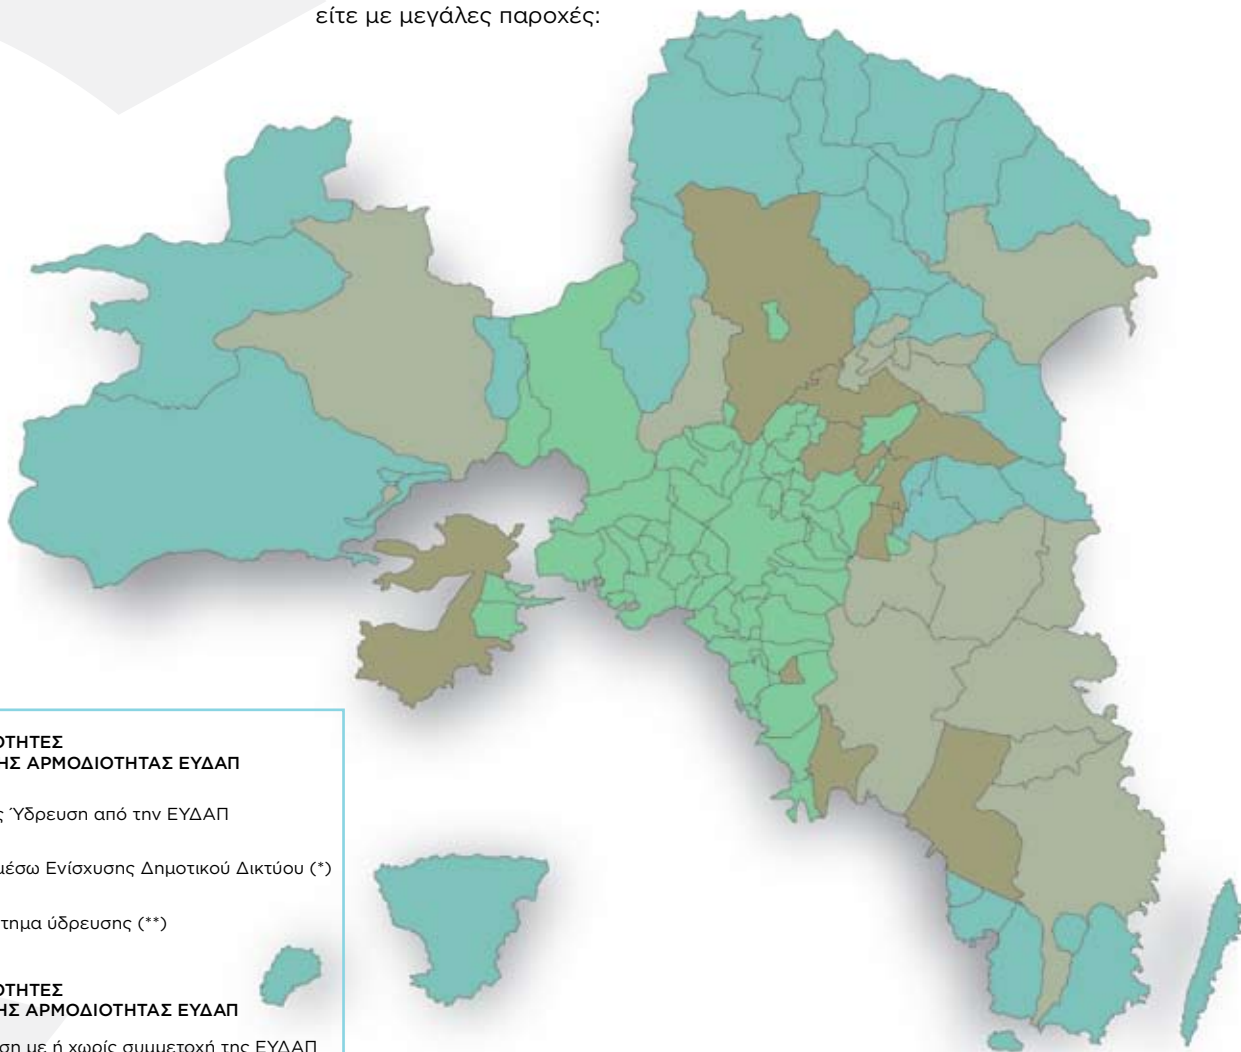 είτε με μεγάλες παροχές:
ΟΤΗΤΕΣ
ΗΣ ΑΡΜΟΔΙΟΤΗΤΑΣ ΕΥΔΑΠ
ς Ύδρευση από την ΕΥΔΑΠ
μέσω Ενίσχυσης Δημοτικού Δικτύου (*)
τημα ύδρευσης (**)
ΟΤΗΤΕΣ
ΗΣ ΑΡΜΟΔΙΟΤΗΤΑΣ ΕΥΔΑΠ
ση με ή χωρίς συμμετοχή της ΕΥΔΑΠ